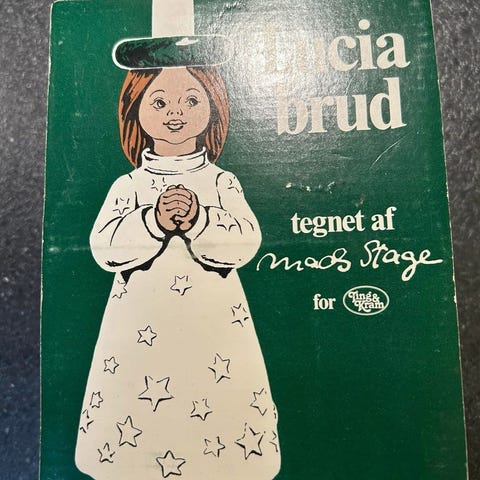 Lucia
brud
tegnet af
Mads Stage
for Ting &
Kram